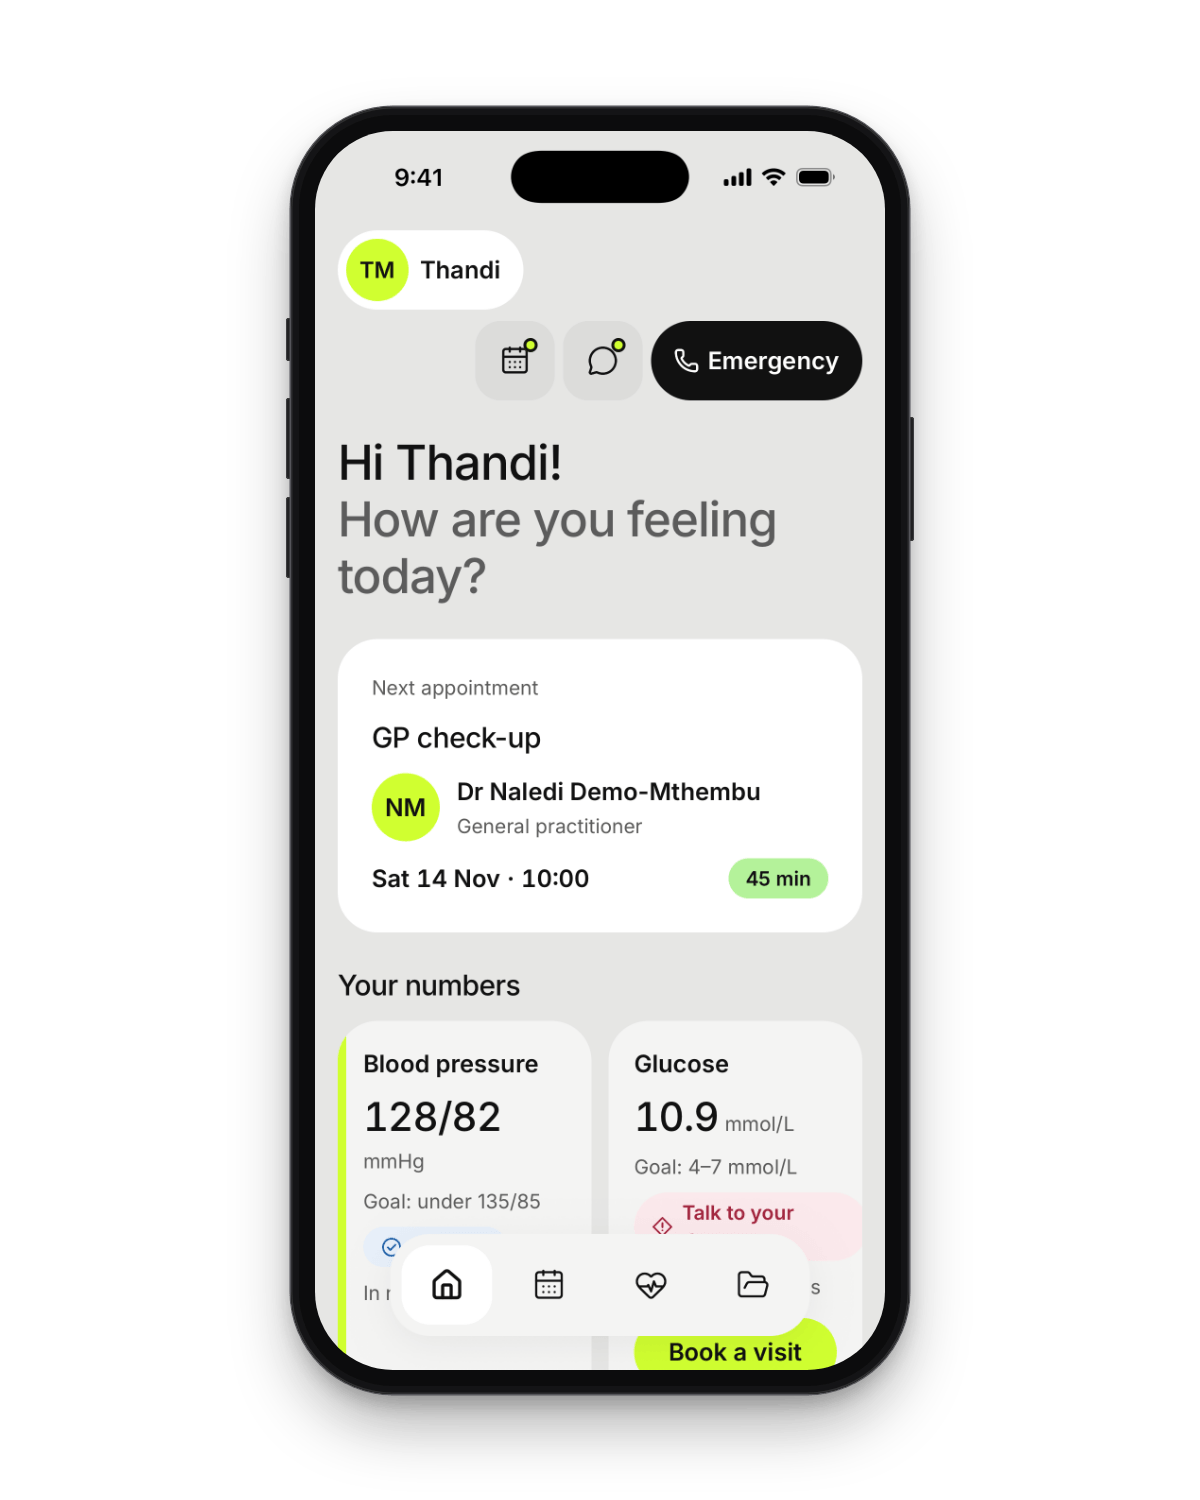 9:41
TM Thandi
Emergency
Hi Thandi!
How are you feeling
today?
Next appointment
GP check-up
NM
Dr Naledi Demo-Mthembu
General practitioner
Sat 14 Nov · 10:00
45 min
Your numbers
Blood pressure
128/82
mmHg
Goal: under 135/85
In
Glucose
10.9 mmol/L
Goal: 4–7 mmol/L
Talk to your
Book a visit